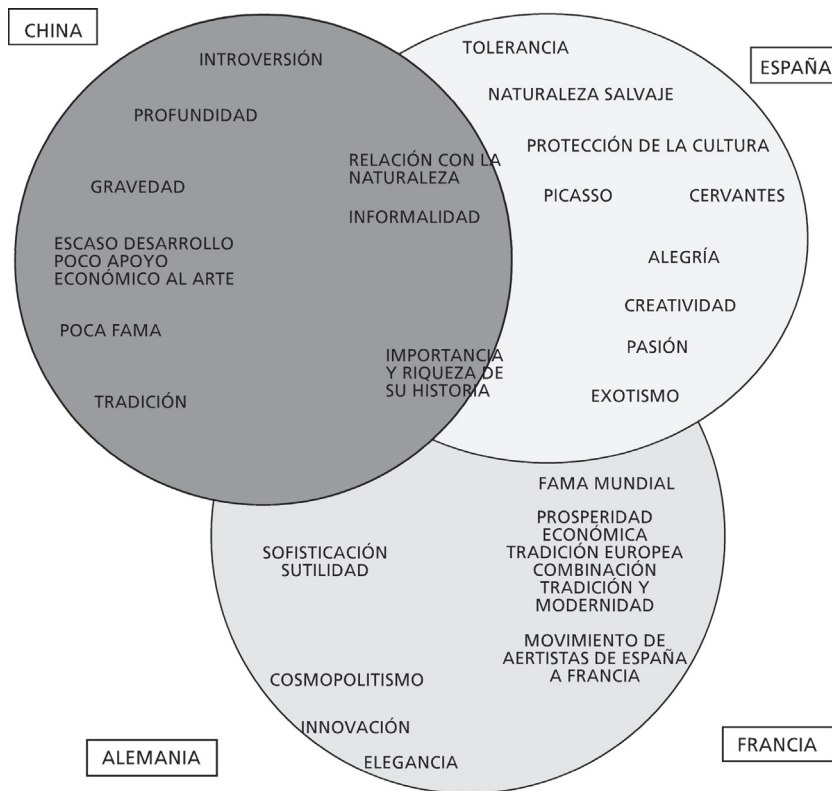 CHINA
INTROVERSIÓN
PROFUNDIDAD
GRAVEDAD
ESCASO DESARROLLO
POCO APOYO
ECONÓMICO AL ARTE
POCA FAMA
TRADICIÓN
RELACIÓN CON LA
NATURALEZA
INFORMALIDAD
IMPORTANCIA
Y RIQUEZA DE
SU HISTORIA
ESPAÑA
TOLERANCIA
NATURALEZA SALVAJE
PROTECCIÓN DE LA CULTURA
PICASSO
CERVANTES
ALEGRÍA
CREATIVIDAD
PASIÓN
EXOTISMO
FAMA MUNDIAL
PROSPERIDAD
ECONÓMICA
TRADICIÓN EUROPEA
COMBINACIÓN
TRADICIÓN Y
MODERNIDAD
MOVIMIENTO DE
AERTISTAS DE ESPAÑA
A FRANCIA
SOFISTICACIÓN
SUTILIDAD
COSMOPOLITISMO
INNOVACIÓN
ELEGANCIA
ALEMANIA
FRANCIA